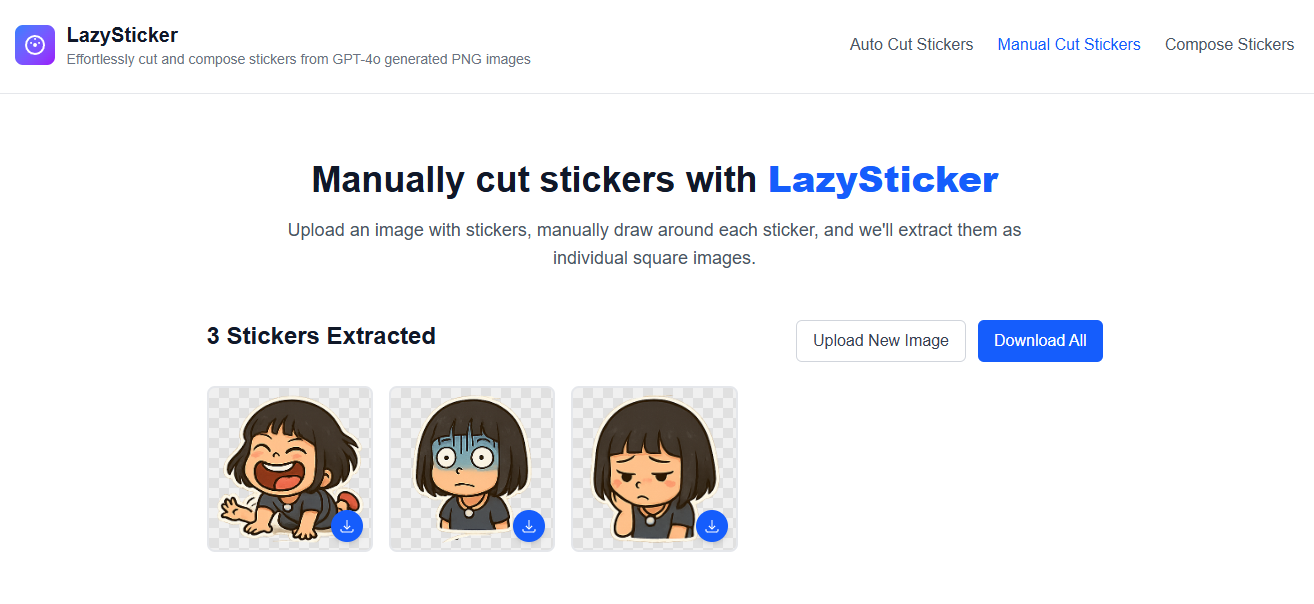 LazySticker
Effortlessly cut and compose stickers from GPT-4o generated PNG images
Auto Cut Stickers
Manual Cut Stickers
Compose Stickers
Manually cut stickers with LazySticker
Upload an image with stickers, manually draw around each sticker, and we'll extract them as
individual square images.
3 Stickers Extracted
Upload New Image
Download All